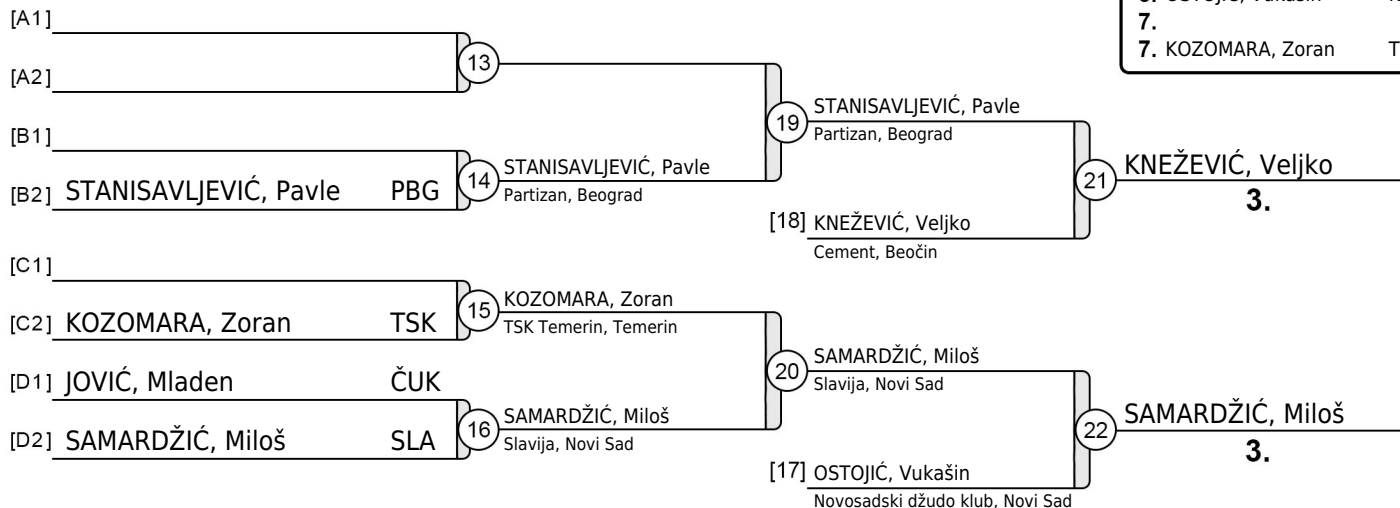 OSTOJIĆ, Vukašin
7.
7. KOZOMARA, Zoran T
[A1]
13
[A2]
19 STANISAVLJEVIĆ, Pavle
Partizan, Beograd
[B1]
14 STANISAVLJEVIĆ, Pavle
Partizan, Beograd
[B2] STANISAVLJEVIĆ, Pavle PBG
21 KNEŽEVIĆ, Veljko
3.
[18] KNEŽEVIĆ, Veljko
Cement, Beočin
[C1]
15 KOZOMARA, Zoran
TSK Temerin, Temerin
[C2] KOZOMARA, Zoran TSK
20 SAMARDŽIĆ, Miloš
Slavija, Novi Sad
[D1] JOVIĆ, Mladen ČUK
16 SAMARDŽIĆ, Miloš
Slavija, Novi Sad
[D2] SAMARDŽIĆ, Miloš SLA
22 SAMARDŽIĆ, Miloš
3.
[17] OSTOJIĆ, Vukašin
Novosadski džudo klub, Novi Sad